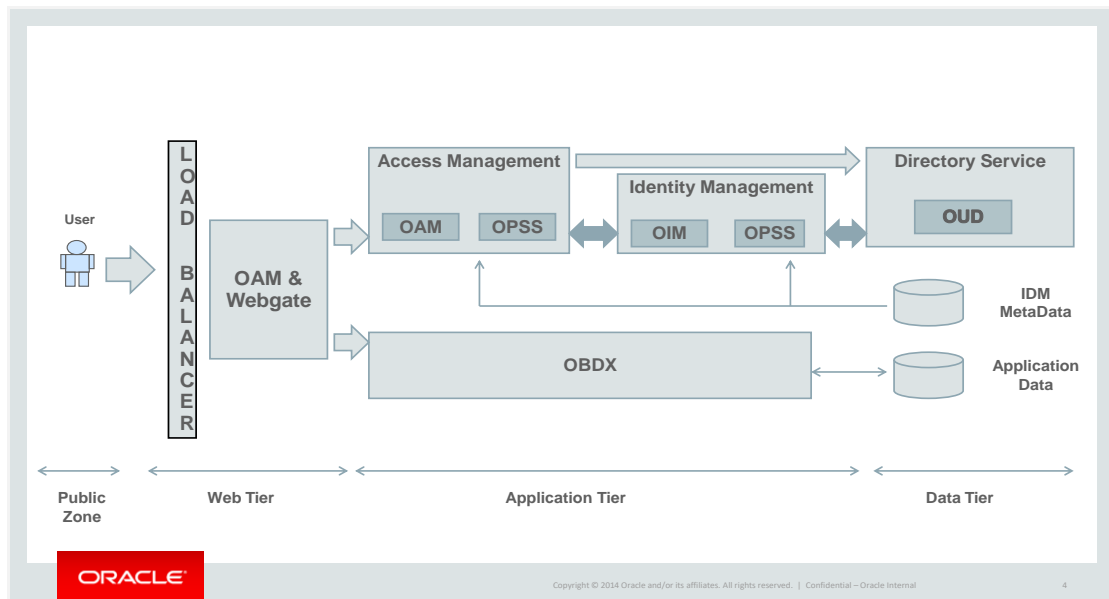 User
LOAD BALANCER
OAM &
Webgate
Access Management
OAM
OPSS
Identity Management
OIM
OPSS
Directory Service
OUD
OBDX
IDM
MetaData
Application
Data
Public
Zone
Web Tier
Application Tier
Data Tier
ORACLE®
Copyright © 2014 Oracle and/or its affiliates. All rights reserved. | Confidential – Oracle Internal
4